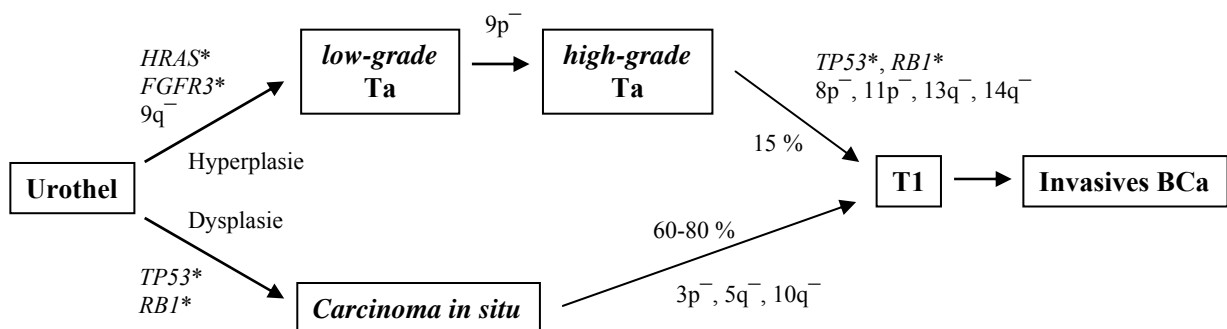 HRAS*
FGFR3*
9q⁻
Hyperplasie
low-grade
Ta
9p⁻
high-grade
Ta
TP53*, RB1*
8p⁻, 11p⁻, 13q⁻, 14q⁻
15 %
Urothel
T1
Invasives BCa
Dysplasie
TP53*
RB1*
Carcinoma in situ
60-80 %
3p⁻, 5q⁻, 10q⁻